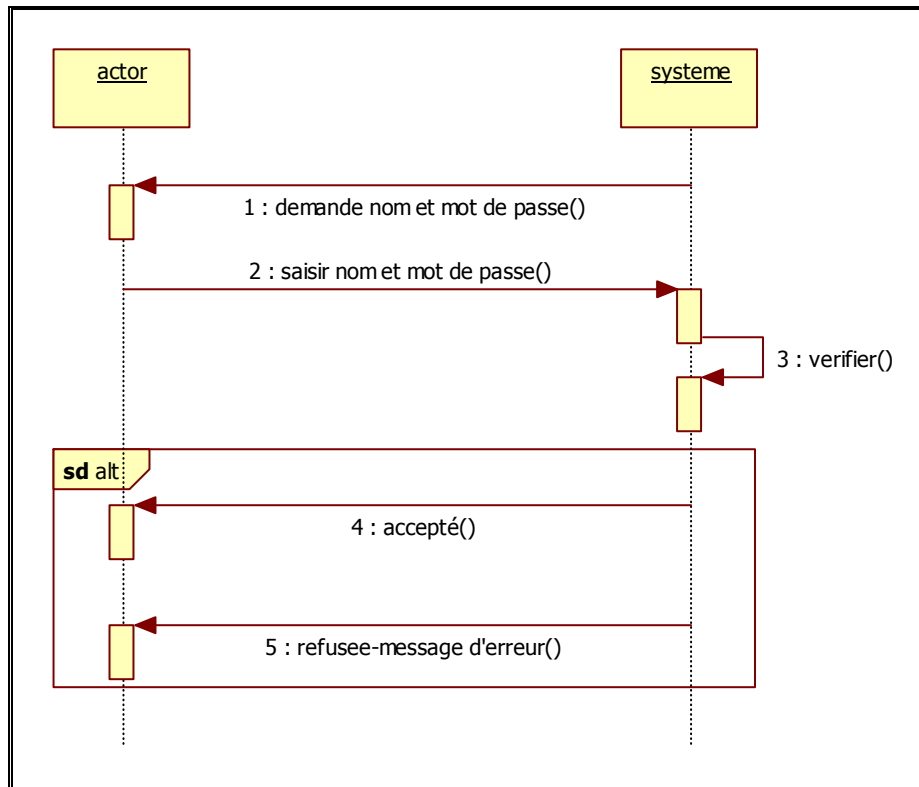 actor
systeme
1 : demande nom et mot de passe()
2 : saisir nom et mot de passe()
3 : verifier()
sd alt
4 : accepté()
5 : refusee-message d'erreur()